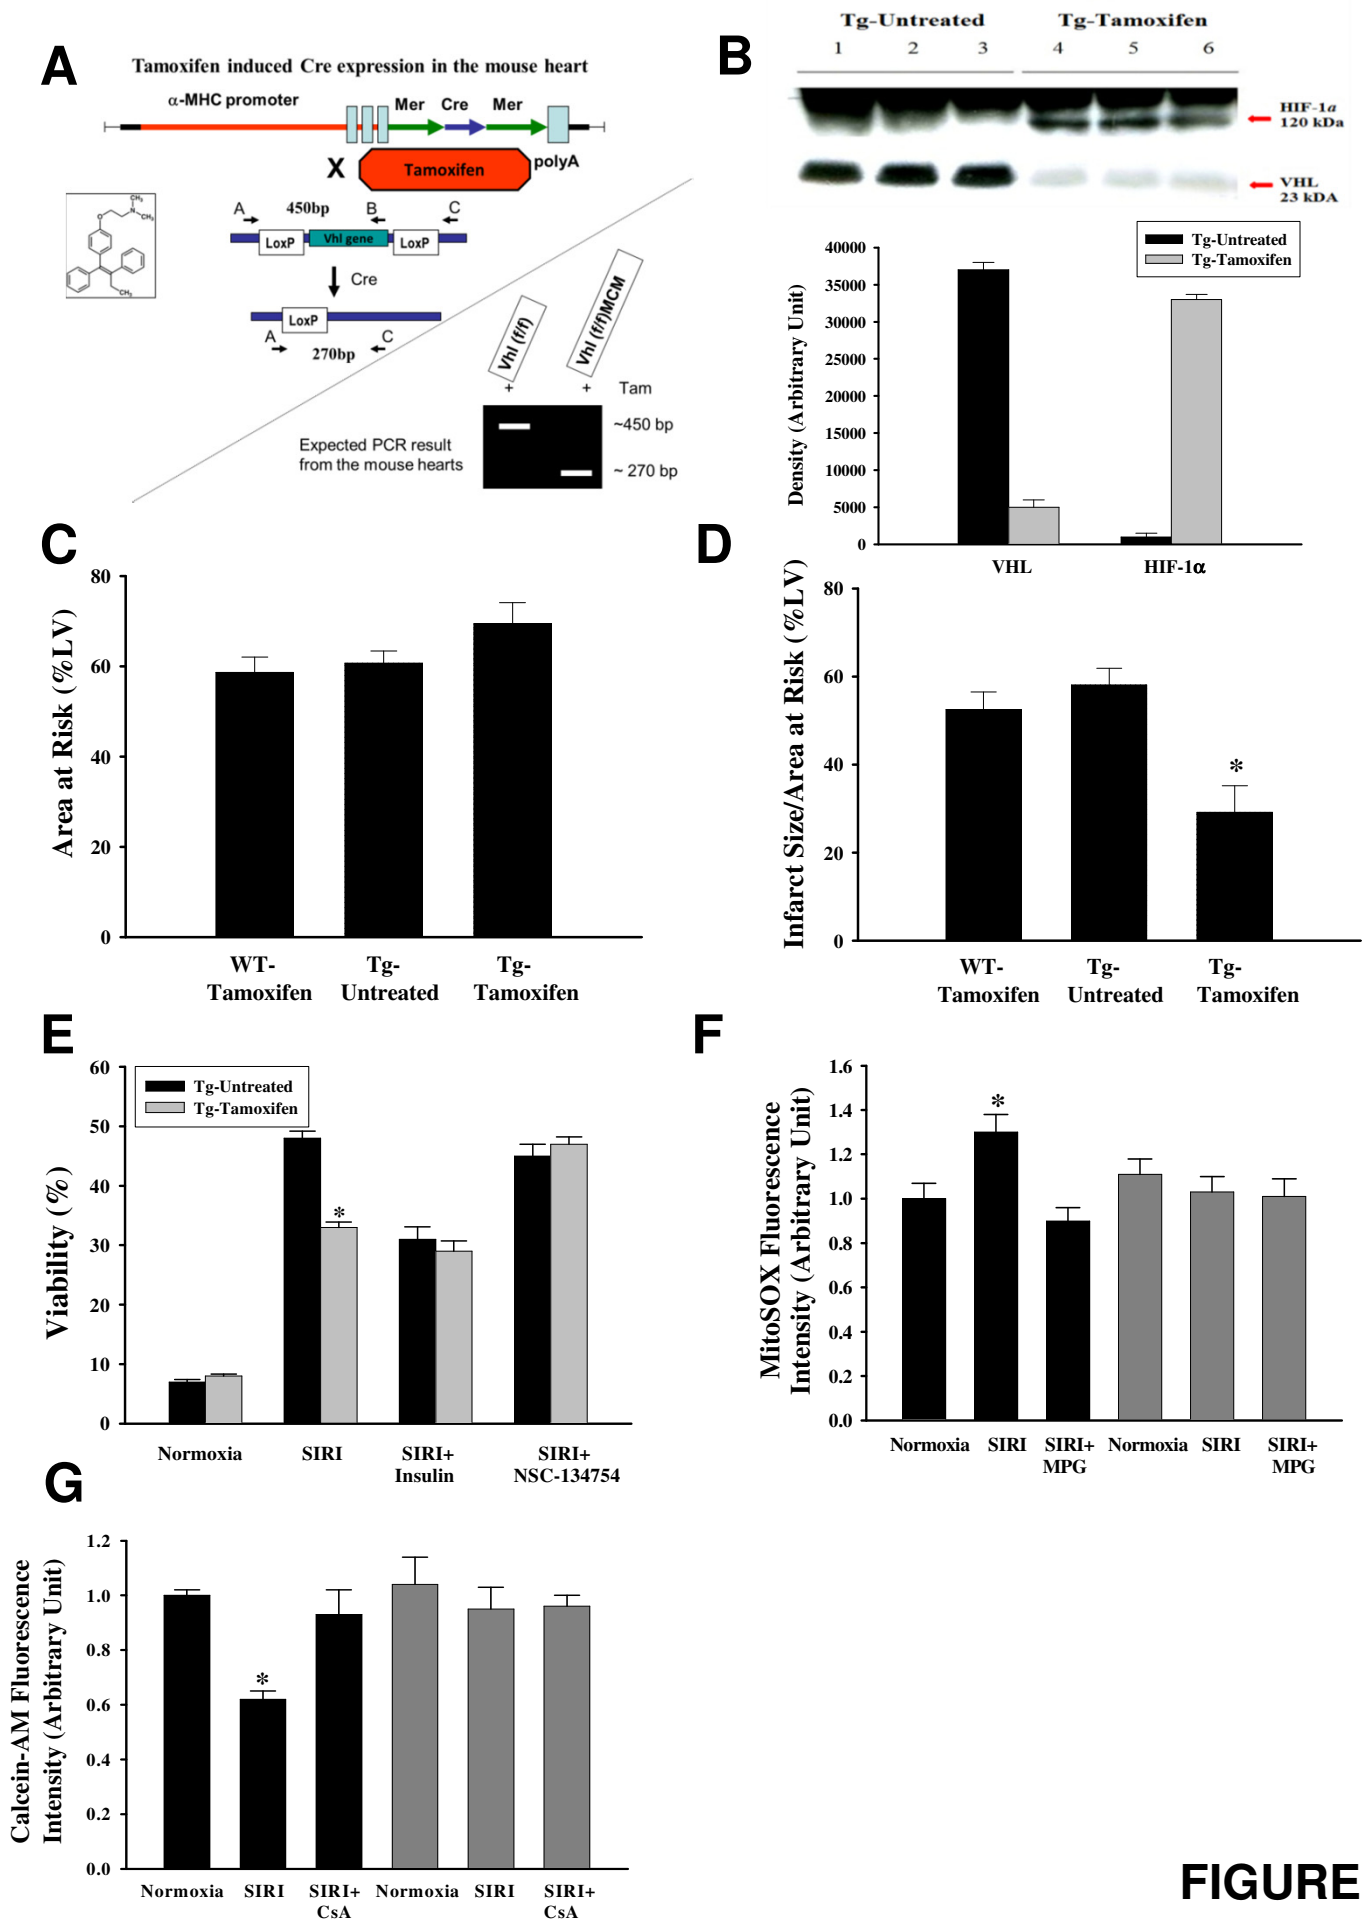 A
Tamoxifen induced Cre expression in the mouse heart
α-MHC promoter
Mer Cre Mer
X
Tamoxifen
polyA
CH₃
N
CH₃
O
CH₃
A 450bp B C
LoxP Vhl gene LoxP
Cre
LoxP
A C
270bp
Vhl (f/f)
Vhl (f/f)MCM
+ + Tam
~450 bp
~ 270 bp
Expected PCR result
from the mouse hearts
B
Tg-Untreated Tg-Tamoxifen
1 2 3 4 5 6
HIF-1α
120 kDa
VHL
23 kDA
Tg-Untreated
Tg-Tamoxifen
Density (Arbitrary Unit)
40000
35000
30000
25000
20000
15000
10000
5000
0
VHL HIF-1α
C
Area at Risk (%LV)
80
60
40
20
0
WT- Tg- Tg-
Tamoxifen Untreated Tamoxifen
D
Infarct Size/Area at Risk (%LV)
80
60
40
20
0
*
WT- Tg- Tg-
Tamoxifen Untreated Tamoxifen
E
Tg-Untreated
Tg-Tamoxifen
Viability (%)
60
50
40
30
20
10
0
*
Normoxia SIRI SIRI+ SIRI+
Insulin NSC-134754
F
MitoSOX Fluorescence
Intensity (Arbitrary Unit)
1.6
1.4
1.2
1.0
0.8
0.6
0.4
0.2
0.0
*
Normoxia SIRI SIRI+ Normoxia SIRI SIRI+
MPG MPG
G
Calcein-AM Fluorescence
Intensity (Arbitrary Unit)
1.2
1.0
0.8
0.6
0.4
0.2
0.0
*
Normoxia SIRI SIRI+ Normoxia SIRI SIRI+
CsA CsA
FIGURE